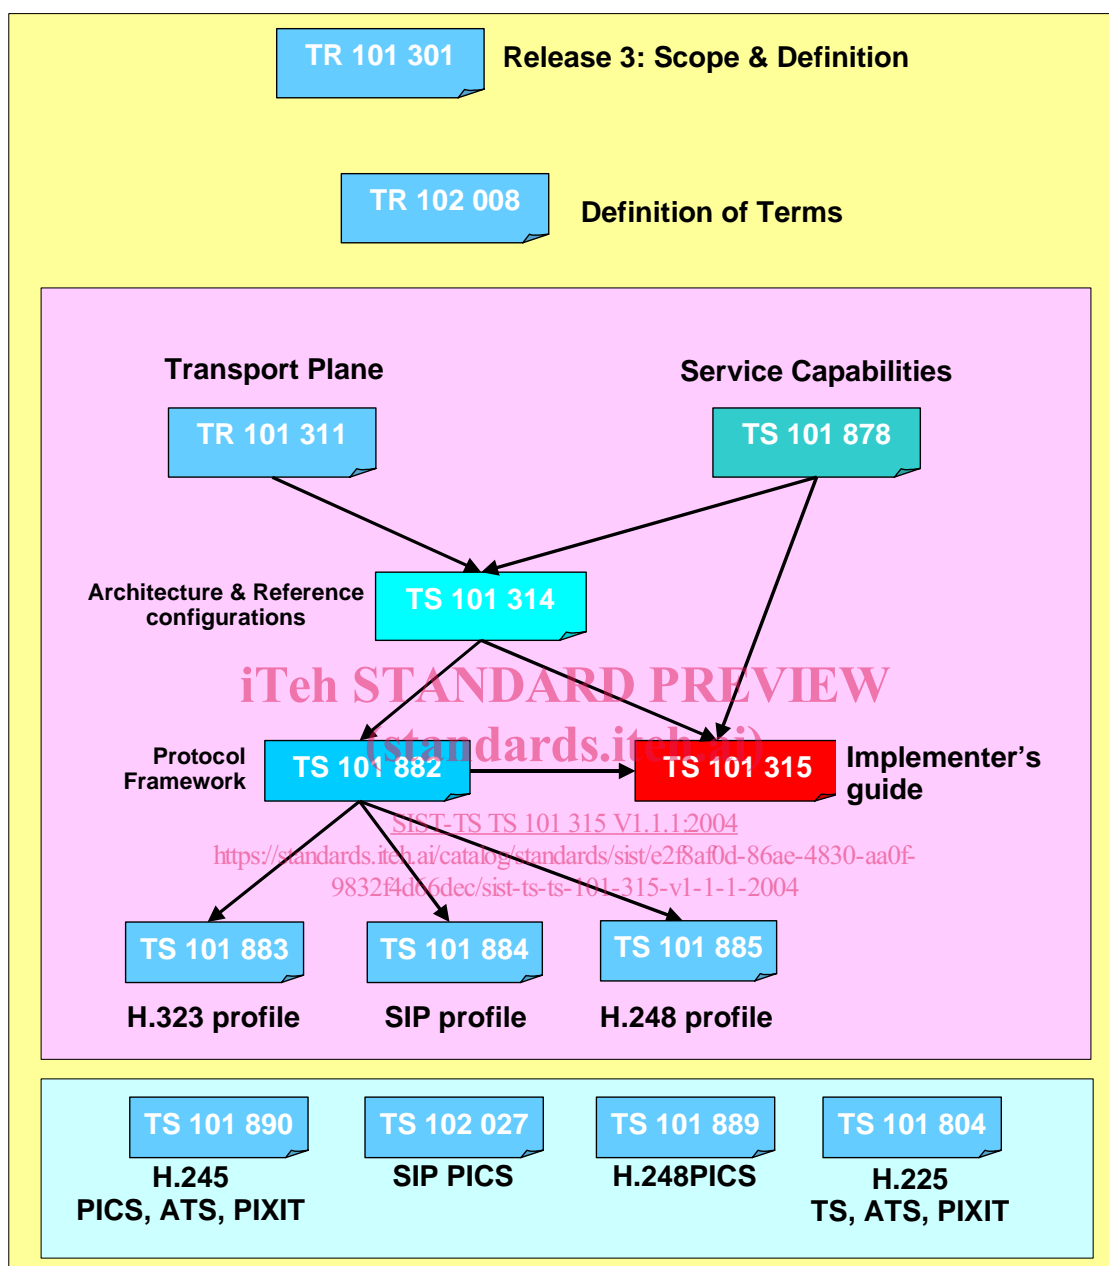 TR 101 301
Release 3: Scope & Definition
TR 102 008
Definition of Terms
Transport Plane
Service Capabilities
TR 101 311
TS 101 878
Architecture & Reference
configurations
TS 101 314
iTeh STANDARD PREVIEW
(standards.iteh.ai)
Protocol
Framework
TS 101 882
TS 101 315
Implementer’s
guide
SIST-TS TS 101 315 V1.1.1:2004
https://standards.iteh.ai/catalog/standards/sist/e2f8af0d-86ae-4830-aa0f-
9832f4d66dec/sist-ts-ts-101-315-v1-1-1-2004
TS 101 883
TS 101 884
TS 101 885
H.323 profile
SIP profile
H.248 profile
TS 101 890
TS 102 027
TS 101 889
TS 101 804
H.245
PICS, ATS, PIXIT
SIP PICS
H.248PICS
H.225
TS, ATS, PIXIT